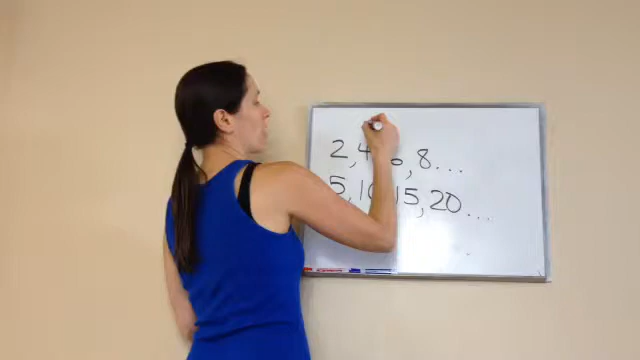 2, 4, 6, 8...
5, 10, 15, 20....